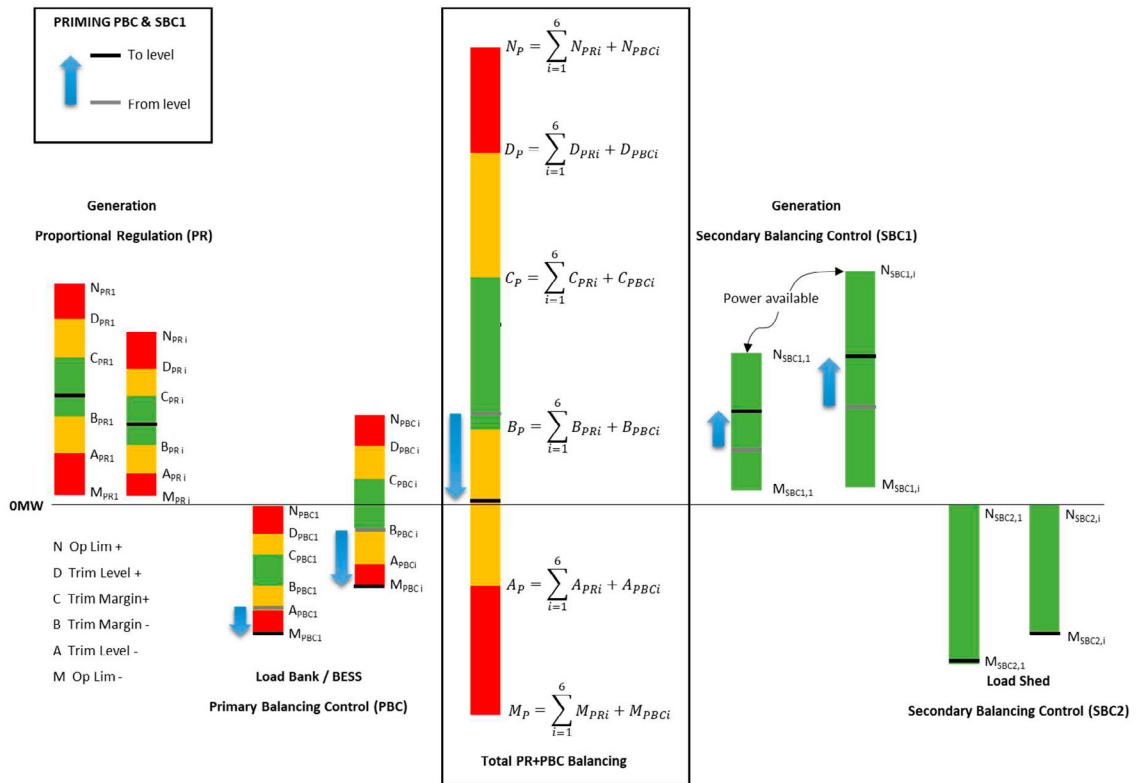 PRIMING PBC & SBC1
To level
From level
Generation
Proportional Regulation (PR)
N_PR1
D_PR1
C_PR1
B_PR1
A_PR1
M_PR1
N_PR i
D_PR i
C_PR i
B_PR i
A_PR i
M_PR i
0MW
N Op Lim +
D Trim Level +
C Trim Margin+
B Trim Margin -
A Trim Level -
M Op Lim -
N_PBC1
D_PBC1
C_PBC1
B_PBC1
A_PBC1
M_PBC1
N_PBC i
D_PBC i
C_PBC i
B_PBC i
A_PBCi
M_PBC i
Load Bank / BESS
Primary Balancing Control (PBC)
N_P = ∑_{i=1}^{6} N_PRi + N_PBCi
D_P = ∑_{i=1}^{6} D_PRi + D_PBCi
C_P = ∑_{i=1}^{6} C_PRi + C_PBCi
B_P = ∑_{i=1}^{6} B_PRi + B_PBCi
A_P = ∑_{i=1}^{6} A_PRi + A_PBCi
M_P = ∑_{i=1}^{6} M_PRi + M_PBCi
Total PR+PBC Balancing
Generation
Secondary Balancing Control (SBC1)
Power available
N_SBC1,1
M_SBC1,1
N_SBC1,i
M_SBC1,i
N_SBC2,1
M_SBC2,1
N_SBC2,i
M_SBC2,i
Load Shed
Secondary Balancing Control (SBC2)